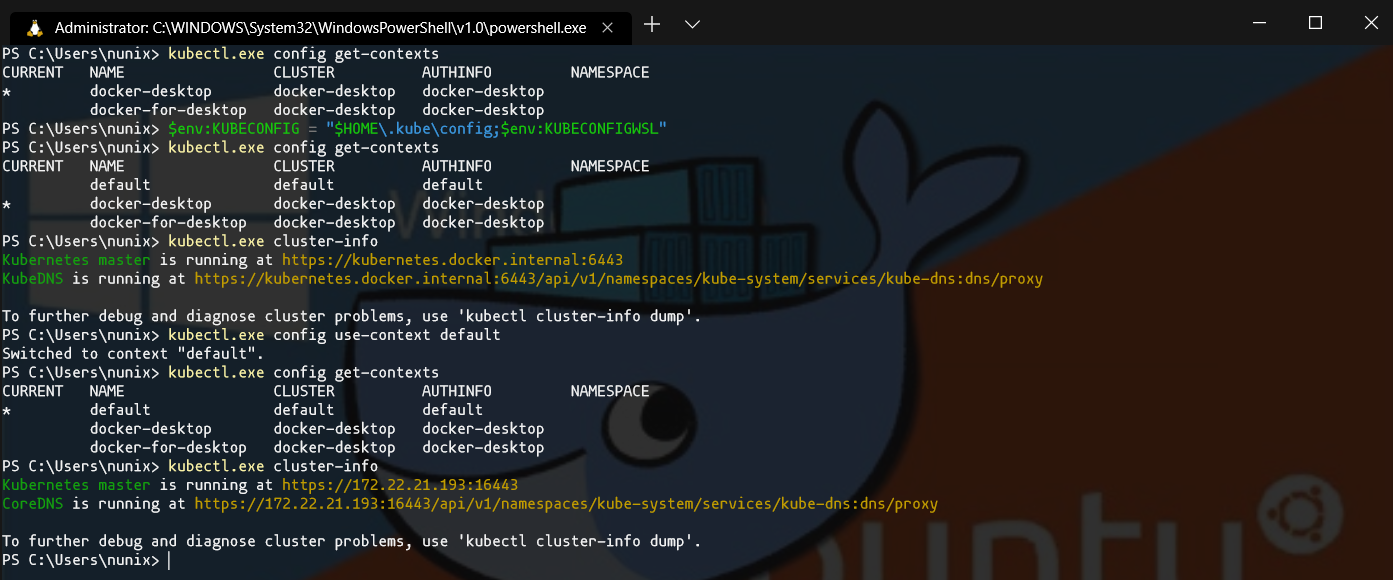 Administrator: C:\WINDOWS\System32\WindowsPowerShell\v1.0\powershell.exe
PS C:\Users\nunix> kubectl.exe config get-contexts
CURRENT NAME CLUSTER AUTHINFO NAMESPACE
* docker-desktop docker-desktop docker-desktop
docker-for-desktop docker-desktop docker-desktop
PS C:\Users\nunix> $env:KUBECONFIG = "$HOME\.kube\config;$env:KUBECONFIGWSL"
PS C:\Users\nunix> kubectl.exe config get-contexts
CURRENT NAME CLUSTER AUTHINFO NAMESPACE
default default default
* docker-desktop docker-desktop docker-desktop
docker-for-desktop docker-desktop docker-desktop
PS C:\Users\nunix> kubectl.exe cluster-info
Kubernetes master is running at https://kubernetes.docker.internal:6443
KubeDNS is running at https://kubernetes.docker.internal:6443/api/v1/namespaces/kube-system/services/kube-dns:dns/proxy
To further debug and diagnose cluster problems, use 'kubectl cluster-info dump'.
PS C:\Users\nunix> kubectl.exe config use-context default
Switched to context "default".
PS C:\Users\nunix> kubectl.exe config get-contexts
CURRENT NAME CLUSTER AUTHINFO NAMESPACE
* default default default
docker-desktop docker-desktop docker-desktop
docker-for-desktop docker-desktop docker-desktop
PS C:\Users\nunix> kubectl.exe cluster-info
Kubernetes master is running at https://172.22.21.193:16443
CoreDNS is running at https://172.22.21.193:16443/api/v1/namespaces/kube-system/services/kube-dns:dns/proxy
To further debug and diagnose cluster problems, use 'kubectl cluster-info dump'.
PS C:\Users\nunix>